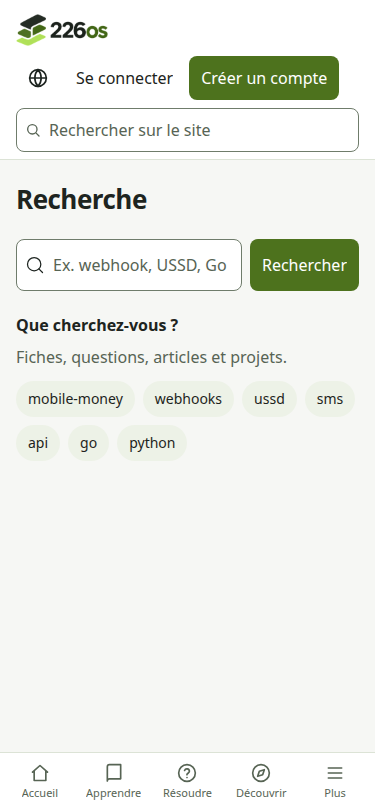 226os
Se connecter
Créer un compte
Rechercher sur le site
Recherche
Ex. webhook, USSD, Go
Rechercher
Que cherchez-vous ?
Fiches, questions, articles et projets.
mobile-money webhooks ussd sms
api go python
Accueil Apprendre Résoudre Découvrir Plus